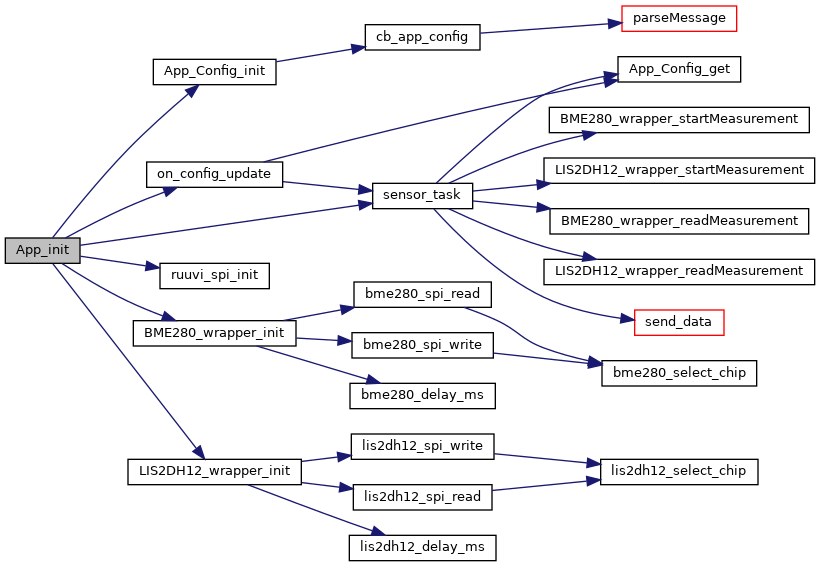 parseMessage
cb_app_config
App_Config_init
App_Config_get
BME280_wrapper_startMeasurement
on_config_update
LIS2DH12_wrapper_startMeasurement
sensor_task
BME280_wrapper_readMeasurement
App_init
ruuvi_spi_init
LIS2DH12_wrapper_readMeasurement
bme280_spi_read
send_data
BME280_wrapper_init
bme280_spi_write
bme280_select_chip
bme280_delay_ms
lis2dh12_spi_write
LIS2DH12_wrapper_init
lis2dh12_select_chip
lis2dh12_spi_read
lis2dh12_delay_ms